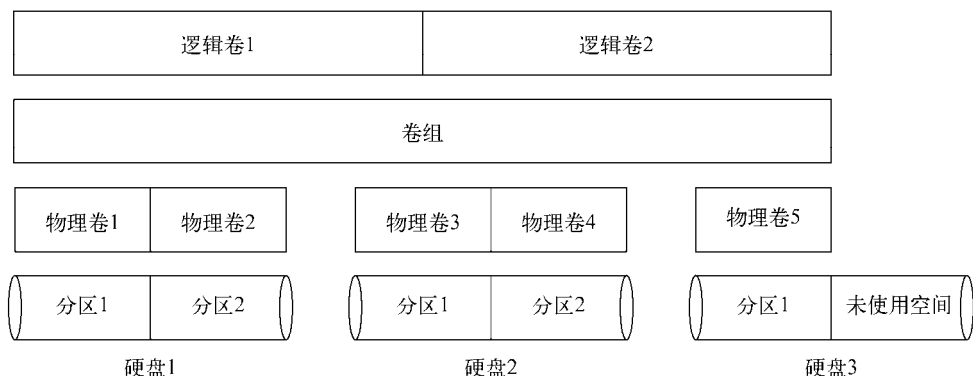 逻辑卷1 逻辑卷2
卷组
物理卷1 物理卷2 物理卷3 物理卷4 物理卷5
分区1 分区2 分区1 分区2 分区1 未使用空间
硬盘1 硬盘2 硬盘3